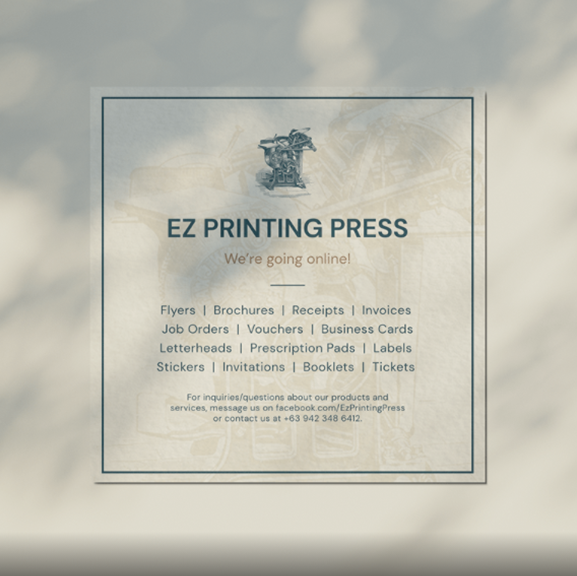 EZ PRINTING PRESS
We're going online!
Flyers | Brochures | Receipts | Invoices
Job Orders | Vouchers | Business Cards
Letterheads | Prescription Pads | Labels
Stickers | Invitations | Booklets | Tickets
For inquiries/questions about our products and
services, message us on facebook.com/EzPrintingPress
or contact us at +63 942 348 6412.